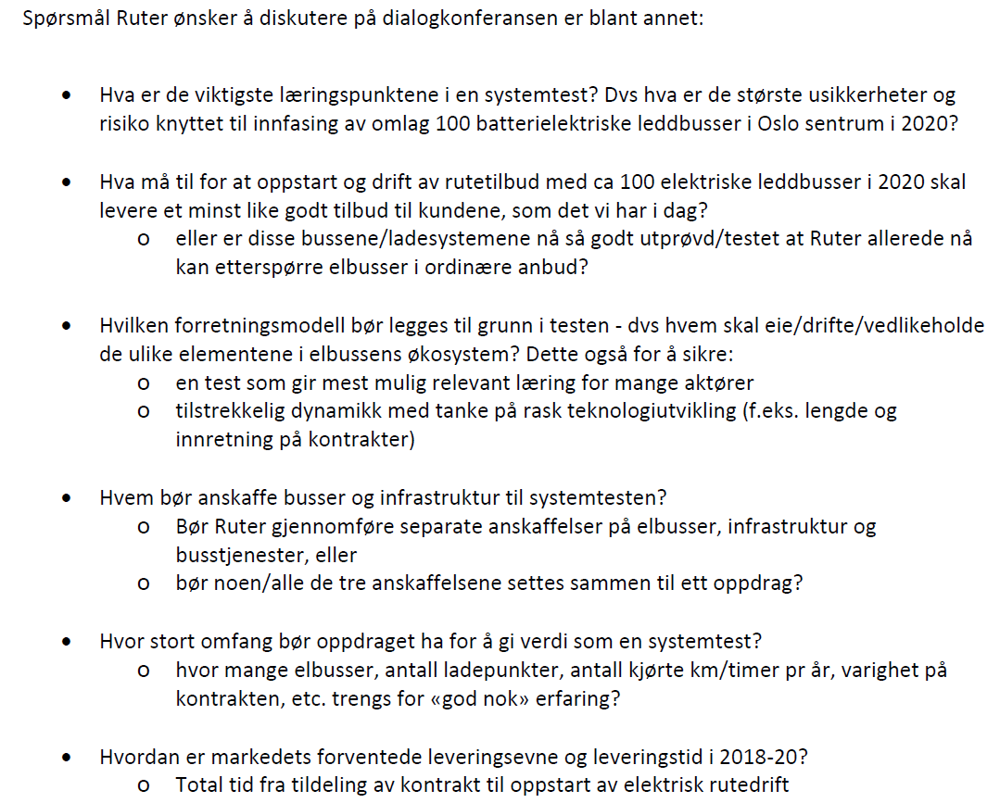 Spørsmål Ruter ønsker å diskutere på dialogkonferansen er blant annet:
• Hva er de viktigste læringspunktene i en systemtest? Dvs hva er de største usikkerheter og
risiko knyttet til innfasing av omlag 100 batterielektriske leddbusser i Oslo sentrum i 2020?
• Hva må til for at oppstart og drift av rutetilbud med ca 100 elektriske leddbusser i 2020 skal
levere et minst like godt tilbud til kundene, som det vi har i dag?
o eller er disse bussene/ladesystemene nå så godt utprøvd/testet at Ruter allerede nå
kan etterspørre elbusser i ordinære anbud?
• Hvilken forretningsmodell bør legges til grunn i testen - dvs hvem skal eie/drifte/vedlikeholde
de ulike elementene i elbussens økosystem? Dette også for å sikre:
o en test som gir mest mulig relevant læring for mange aktører
o tilstrekkelig dynamikk med tanke på rask teknologiutvikling (f.eks. lengde og
innretning på kontrakter)
• Hvem bør anskaffe busser og infrastruktur til systemtesten?
o Bør Ruter gjennomføre separate anskaffelser på elbusser, infrastruktur og
busstjenester, eller
o bør noen/alle de tre anskaffelsene settes sammen til ett oppdrag?
• Hvor stort omfang bør oppdraget ha for å gi verdi som en systemtest?
o hvor mange elbusser, antall ladepunkter, antall kjørte km/timer pr år, varighet på
kontrakten, etc. trengs for «god nok» erfaring?
• Hvordan er markedets forventede leveringsevne og leveringstid i 2018-20?
o Total tid fra tildeling av kontrakt til oppstart av elektrisk rutedrift